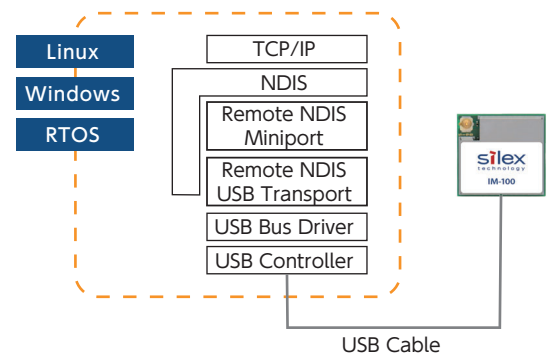 Linux
Windows
RTOS
TCP/IP
NDIS
Remote NDIS
Miniport
Remote NDIS
USB Transport
USB Bus Driver
USB Controller
silex
technology
IM-100
USB Cable